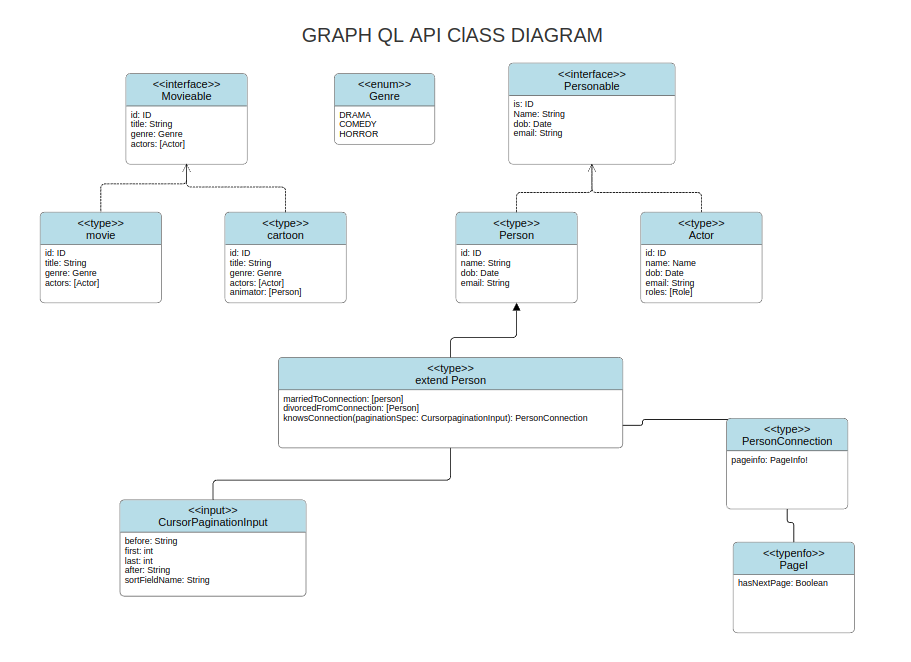 GRAPH QL API ClASS DIAGRAM
<<interface>>
Movieable
id: ID
title: String
genre: Genre
actors: [Actor]
<<enum>>
Genre
DRAMA
COMEDY
HORROR
<<interface>>
Personable
is: ID
Name: String
dob: Date
email: String
<<type>>
movie
id: ID
title: String
genre: Genre
actors: [Actor]
<<type>>
cartoon
id: ID
title: String
genre: Genre
actors: [Actor]
animator: [Person]
<<type>>
Person
id: ID
name: String
dob: Date
email: String
<<type>>
Actor
id: ID
name: Name
dob: Date
email: String
roles: [Role]
<<type>>
extend Person
marriedToConnection: [person]
divorcedFromConnection: [Person]
knowsConnection(paginationSpec: CursorpaginationInput): PersonConnection
<<type>>
PersonConnection
pageinfo: PageInfo!
<<input>>
CursorPaginationInput
before: String
first: int
last: int
after: String
sortFieldName: String
<<typenfo>>
PageI
hasNextPage: Boolean